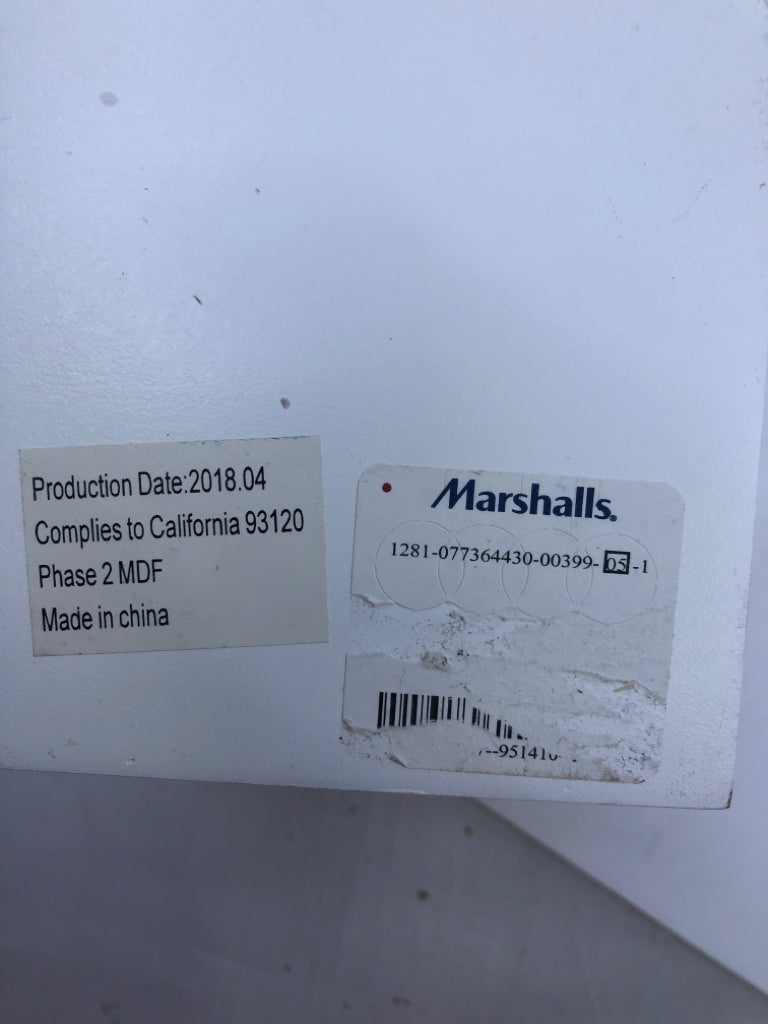 Production Date:2018.04
Complies to California 93120
Phase 2 MDF
Made in china
Marshalls.
1281-077364430-00399-05-1
--951410